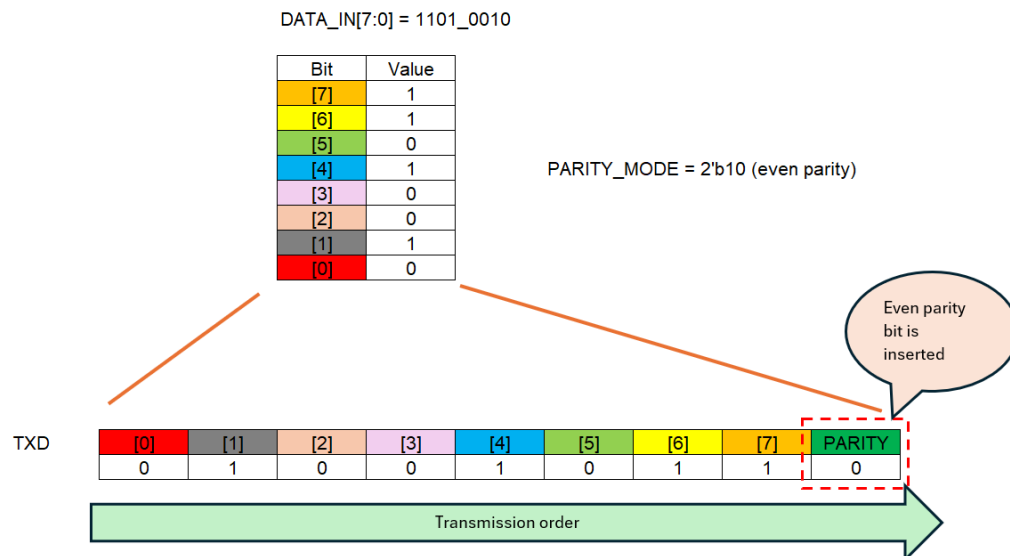 DATA_IN[7:0] = 1101_0010
Bit Value
[7] 1
[6] 1
[5] 0
[4] 1
[3] 0
[2] 0
[1] 1
[0] 0
PARITY_MODE = 2'b10 (even parity)
Even parity
bit is
inserted
TXD [0] [1] [2] [3] [4] [5] [6] [7] PARITY
0 1 0 0 1 0 1 1 0
Transmission order